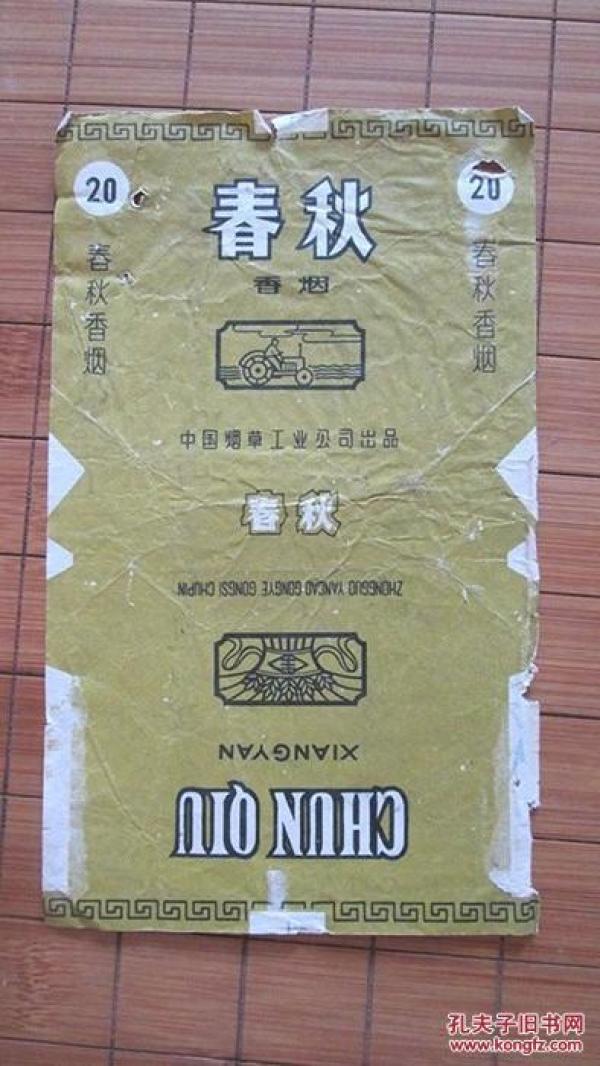 20
20
春秋
香烟
春秋香烟
春秋香烟
中国烟草工业公司出品
春秋
ZHONGGUO YANCAO GONGYE GONGSI CHUPIN
XIANGYAN
CHUN QIU
孔夫子旧书网
www.kongfz.com